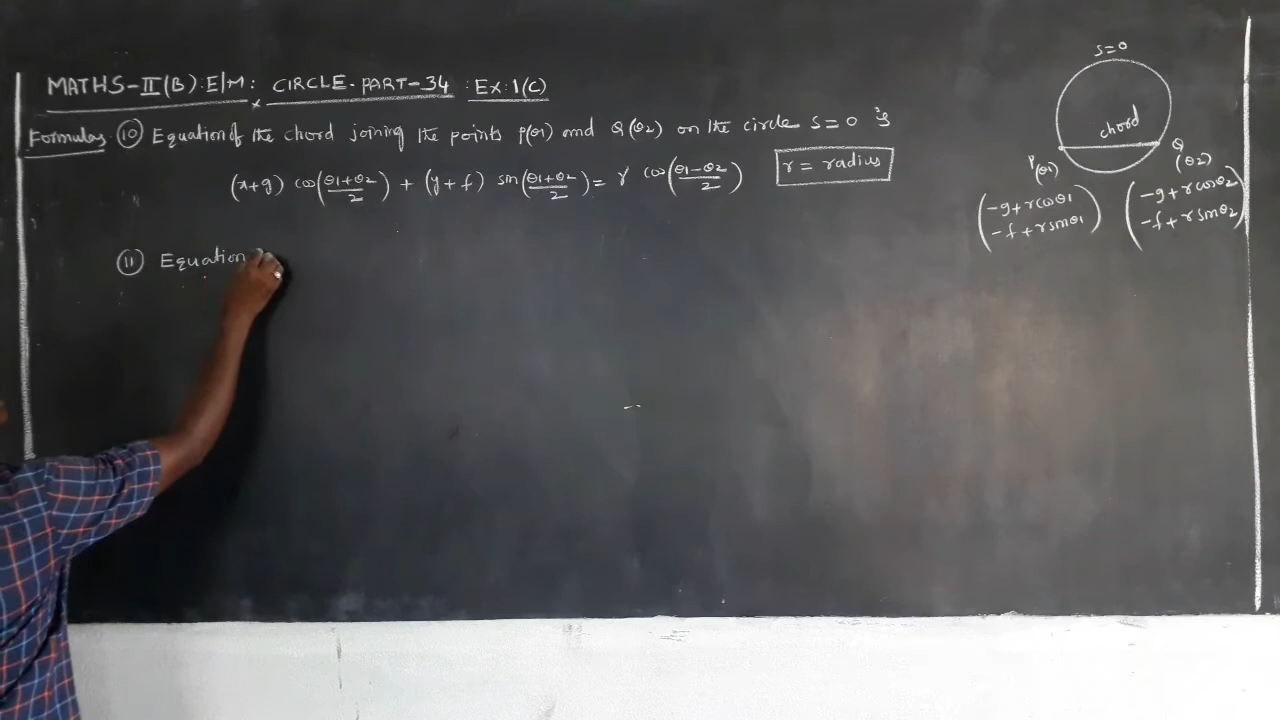 MATHS-II(B):E/M: CIRCLE-PART-34 : EX:1(C)
Formulas (10) Equation of the chord joining the points P(θ1) and Q(θ2) on the circle S=0 is
(x+g) cos((θ1+θ2)/2) + (y+f) sin((θ1+θ2)/2) = r cos((θ1-θ2)/2) r = radius
(11) Equation
S=0
chord
P Q
(θ1) (θ2)
(-g+rcosθ1 (-g+rcosθ2
-f+rsinθ1) -f+rsinθ2)